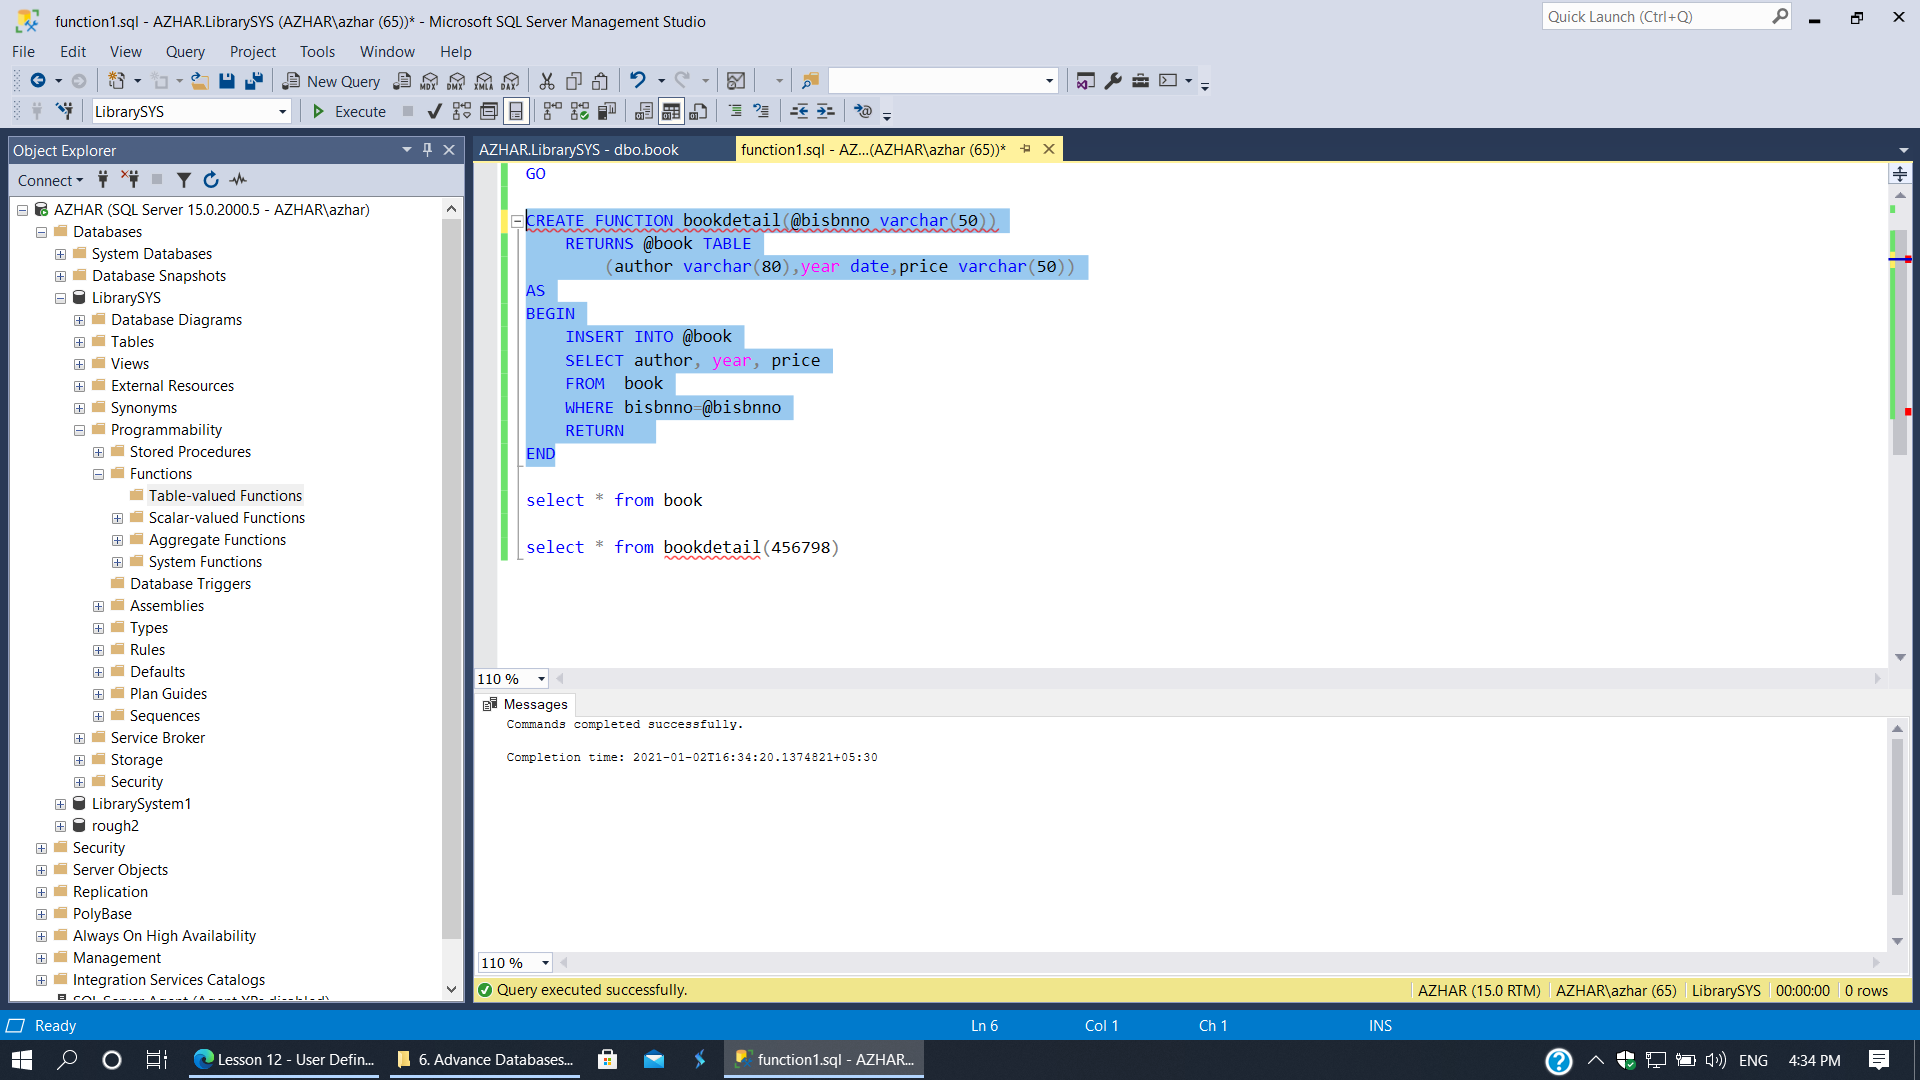 function1.sql - AZHAR.LibrarySYS (AZHAR\azhar (65))* - Microsoft SQL Server Management Studio
Quick Launch (Ctrl+Q)
File Edit View Query Project Tools Window Help
New Query MDX DMX XMLA DAX
LibrarySYS Execute
Object Explorer
Connect
AZHAR (SQL Server 15.0.2000.5 - AZHAR\azhar)
Databases
System Databases
Database Snapshots
LibrarySYS
Database Diagrams
Tables
Views
External Resources
Synonyms
Programmability
Stored Procedures
Functions
Table-valued Functions
Scalar-valued Functions
Aggregate Functions
System Functions
Database Triggers
Assemblies
Types
Rules
Defaults
Plan Guides
Sequences
Service Broker
Storage
Security
LibrarySystem1
rough2
Security
Server Objects
Replication
PolyBase
Always On High Availability
Management
Integration Services Catalogs
SQL Server Agent (Agent XPs disabled)
AZHAR.LibrarySYS - dbo.book
function1.sql - AZ...(AZHAR\azhar (65))*
GO
CREATE FUNCTION bookdetail(@bisbnno varchar(50))
RETURNS @book TABLE
(author varchar(80),year date,price varchar(50))
AS
BEGIN
INSERT INTO @book
SELECT author, year, price
FROM book
WHERE bisbnno=@bisbnno
RETURN
END
select * from book
select * from bookdetail(456798)
110 %
Messages
Commands completed successfully.
Completion time: 2021-01-02T16:34:20.1374821+05:30
110 %
Query executed successfully.
AZHAR (15.0 RTM) AZHAR\azhar (65) LibrarySYS 00:00:00 0 rows
Ready Ln 6 Col 1 Ch 1 INS
Lesson 12 - User Defin... 6. Advance Databases... function1.sql - AZHAR... ENG 4:34 PM